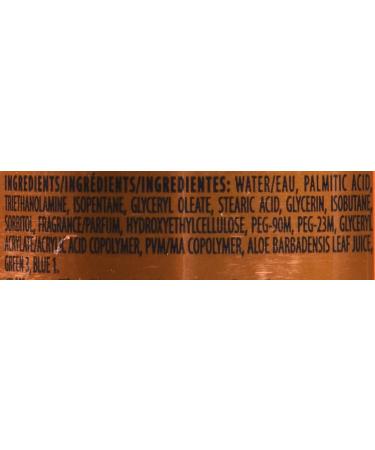 INGREDIENTS/INGRÉDIENTS/INGREDIENTES: WATER/EAU, PALMITIC ACID,
TRIETHANOLAMINE, ISOPENTANE, GLYCERYL OLEATE, STEARIC ACID, GLYCERIN, ISOBUTANE,
SORBITOL, FRAGRANCE/PARFUM, HYDROXYETHYLCELLULOSE, PEG-90M, PEG-23M, GLYCERYL
ACRYLATE/ACRYLIC ACID COPOLYMER, PVM/MA COPOLYMER, ALOE BARBADENSIS LEAF JUICE,
GREEN 3, BLUE 1.